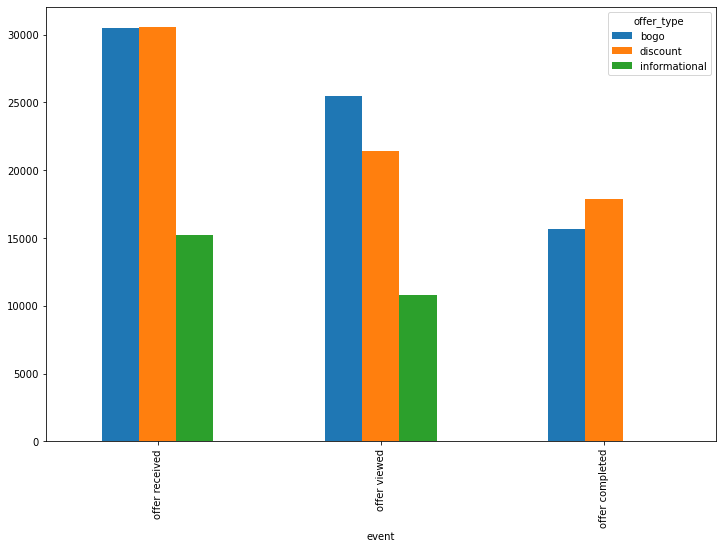 offer_type
bogo
discount
informational
30000
25000
20000
15000
10000
5000
0
offer received
offer viewed
offer completed
event